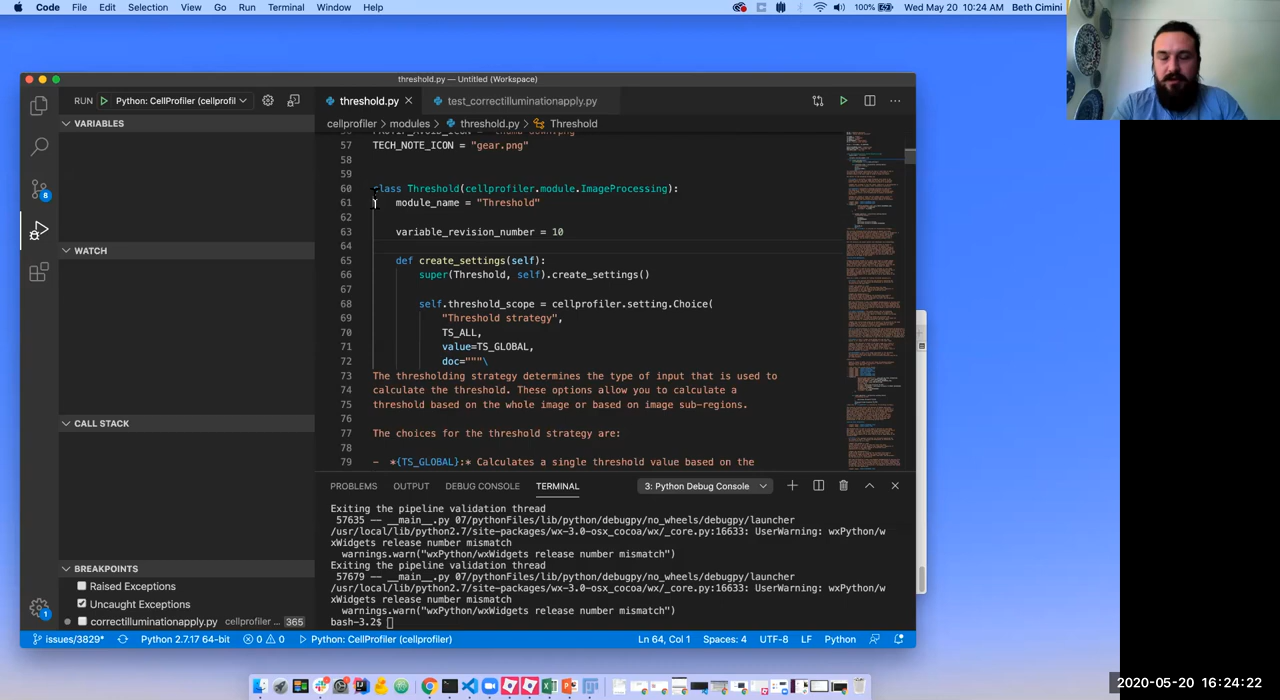 Code File Edit Selection View Go Run Terminal Window Help
100% Wed May 20 10:24 AM Beth Cimini
threshold.py — Untitled (Workspace)
RUN Python: CellProfiler (cellprofil
threshold.py
test_correctilluminationapply.py
VARIABLES
cellprofiler › modules › threshold.py › Threshold
57 TECH_NOTE_ICON = "gear.png"
58
59
60 class Threshold(cellprofiler.module.ImageProcessing):
61 module_name = "Threshold"
62
63 variable_revision_number = 10
64
65 def create_settings(self):
66 super(Threshold, self).create_settings()
67
68 self.threshold_scope = cellprofiler.setting.Choice(
69 "Threshold strategy",
70 TS_ALL,
71 value=TS_GLOBAL,
72 doc="""\
73 The thresholding strategy determines the type of input that is used to
74 calculate the threshold. These options allow you to calculate a
75 threshold based on the whole image or based on image sub-regions.
76
77 The choices for the threshold strategy are:
78
79 - *{TS_GLOBAL}:* Calculates a single threshold value based on the
WATCH
CALL STACK
BREAKPOINTS
Raised Exceptions
Uncaught Exceptions
correctilluminationapply.py cellprofiler ... 365
8
1
PROBLEMS OUTPUT DEBUG CONSOLE TERMINAL 3: Python Debug Console
Exiting the pipeline validation thread
57635 —— __main__.py 07/pythonFiles/lib/python/debugpy/no_wheels/debugpy/launcher
/usr/local/lib/python2.7/site-packages/wx-3.0-osx_cocoa/wx/_core.py:16633: UserWarning: wxPython/w
xWidgets release number mismatch
warnings.warn("wxPython/wxWidgets release number mismatch")
Exiting the pipeline validation thread
57679 —— __main__.py 07/pythonFiles/lib/python/debugpy/no_wheels/debugpy/launcher
/usr/local/lib/python2.7/site-packages/wx-3.0-osx_cocoa/wx/_core.py:16633: UserWarning: wxPython/w
xWidgets release number mismatch
warnings.warn("wxPython/wxWidgets release number mismatch")
bash-3.2$
issues/3829* Python 2.7.17 64-bit 0 0 Python: CellProfiler (cellprofiler) Ln 64, Col 1 Spaces: 4 UTF-8 LF Python
2020-05-20 16:24:22